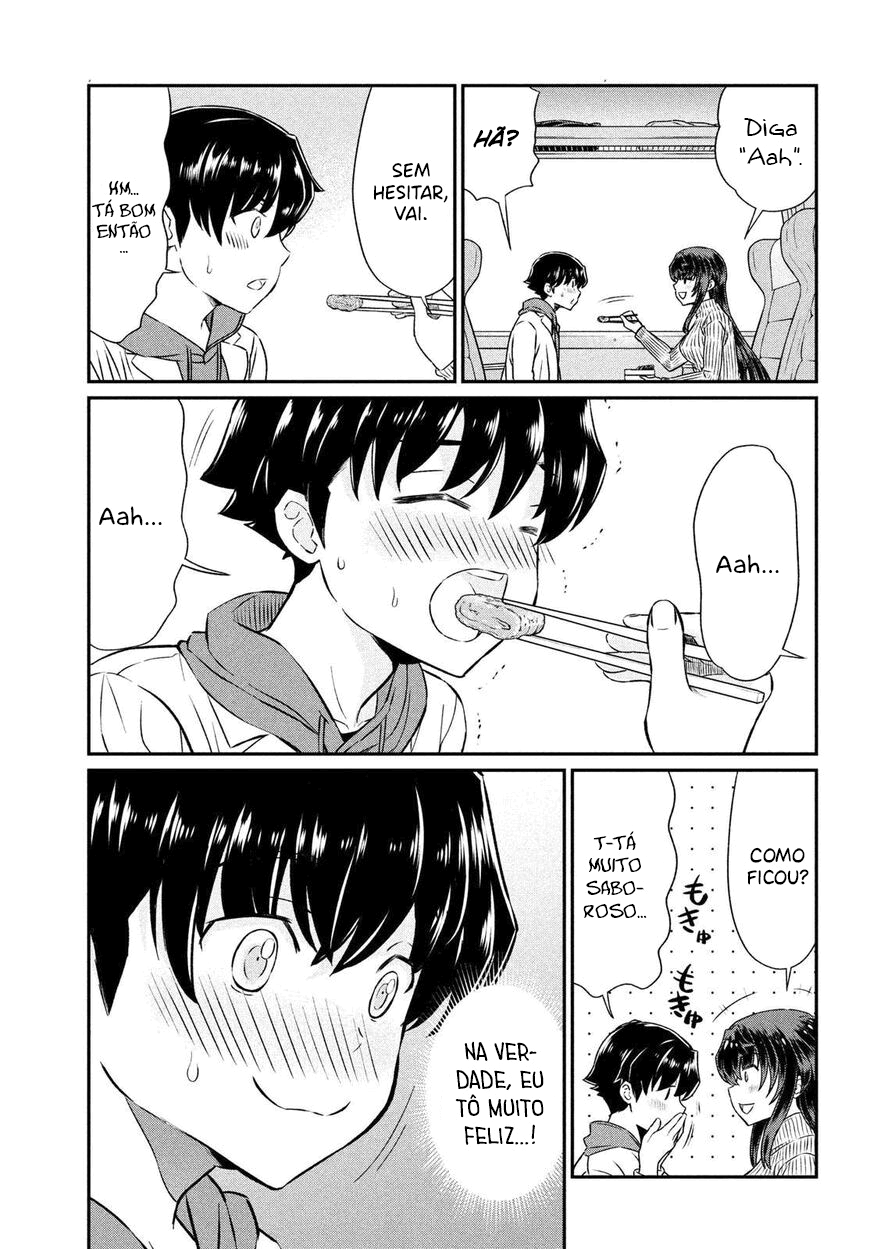 Diga
"Aah".
HÃ?
SEM
HESITAR,
VAI.
HM...
TÁ BOM
ENTÃO
...
Aah...
Aah...
COMO
FICOU?
T-TÁ
MUITO
SABO-
ROSO...
もきゅ
もきゅ
NA VER-
DADE, EU
TÔ MUITO
FELIZ...!